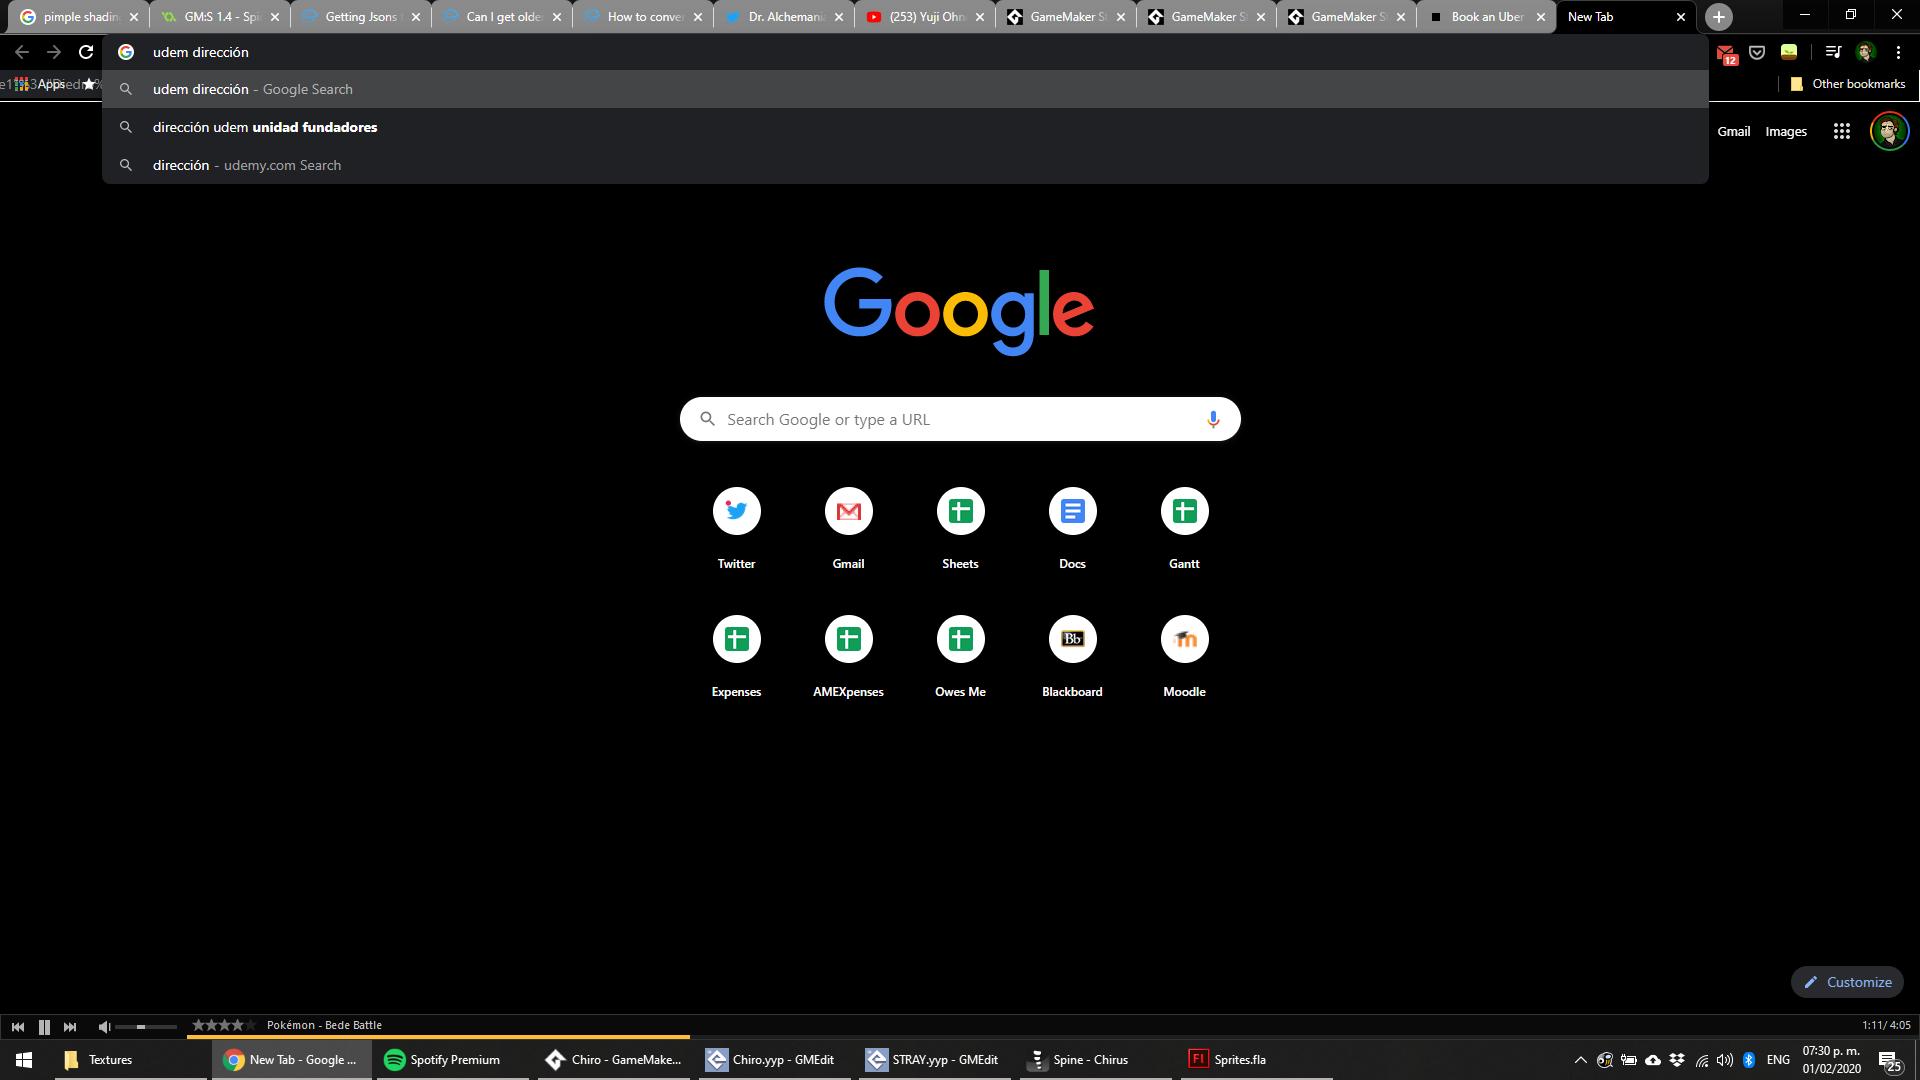 pimple shadin
GM:S 1.4 - Spi
Getting Jsons
Can I get olde
How to conve
Dr. Alchemani
(253) Yuji Ohn
GameMaker S
GameMaker S
GameMaker S
Book an Uber
New Tab
udem dirección
12
udem dirección - Google Search
Apps
Other bookmarks
dirección udem unidad fundadores
Gmail
Images
dirección - udemy.com Search
Google
Search Google or type a URL
Twitter
Gmail
Sheets
Docs
Gantt
Expenses
AMEXpenses
Owes Me
Bb
Blackboard
Moodle
Customize
Pokémon - Bede Battle
1:11/ 4:05
Textures
New Tab - Google ...
Spotify Premium
Chiro - GameMake...
Chiro.yyp - GMEdit
STRAY.yyp - GMEdit
Spine - Chirus
Fl
Sprites.fla
ENG
07:30 p. m.
01/02/2020
25